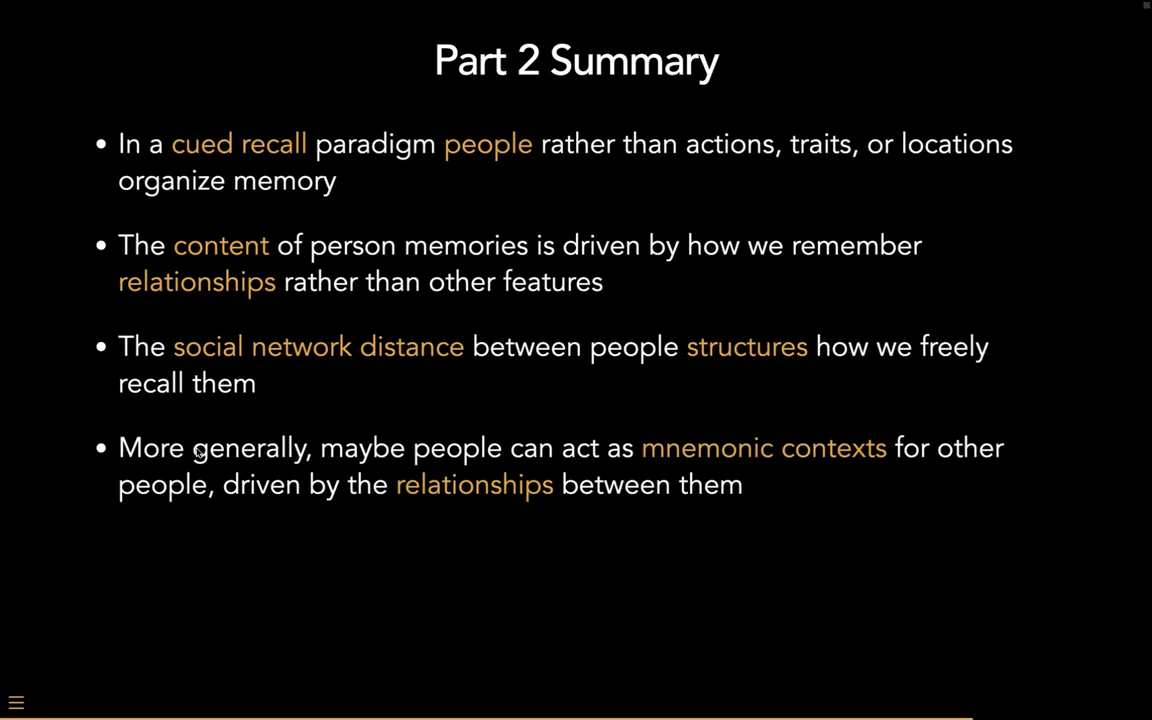 Part 2 Summary
• In a cued recall paradigm people rather than actions, traits, or locations
organize memory
• The content of person memories is driven by how we remember
relationships rather than other features
• The social network distance between people structures how we freely
recall them
• More generally, maybe people can act as mnemonic contexts for other
people, driven by the relationships between them